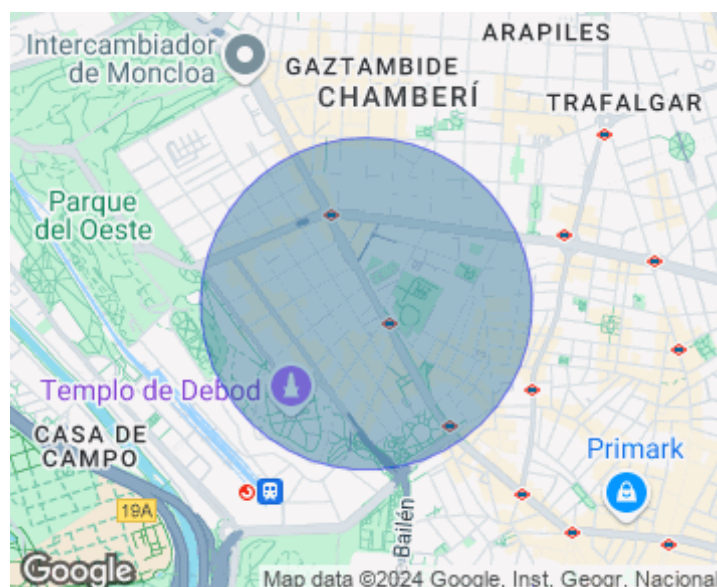 ARAPILES
Intercambiador
de Moncloa
GAZTAMBIDE
CHAMBERÍ
TRAFALGAR
Parque
del Oeste
Templo de Debod
CASA DE
CAMPO
Primark
19A
Bailén
Google
Map data ©2024 Google, Inst. Geogr. Nacional